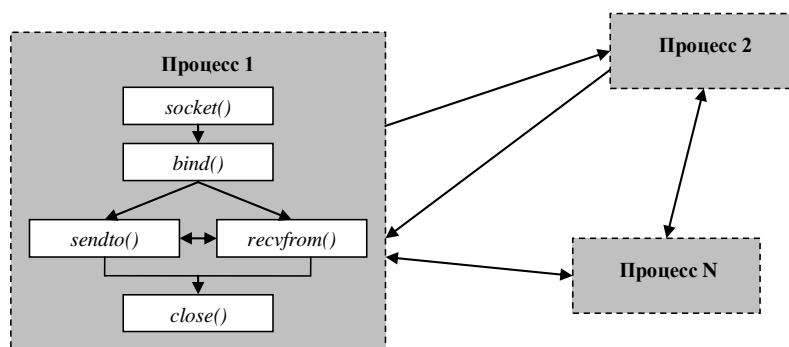 Процесс 1
socket()
bind()
sendto()
recvfrom()
close()
Процесс 2
Процесс N